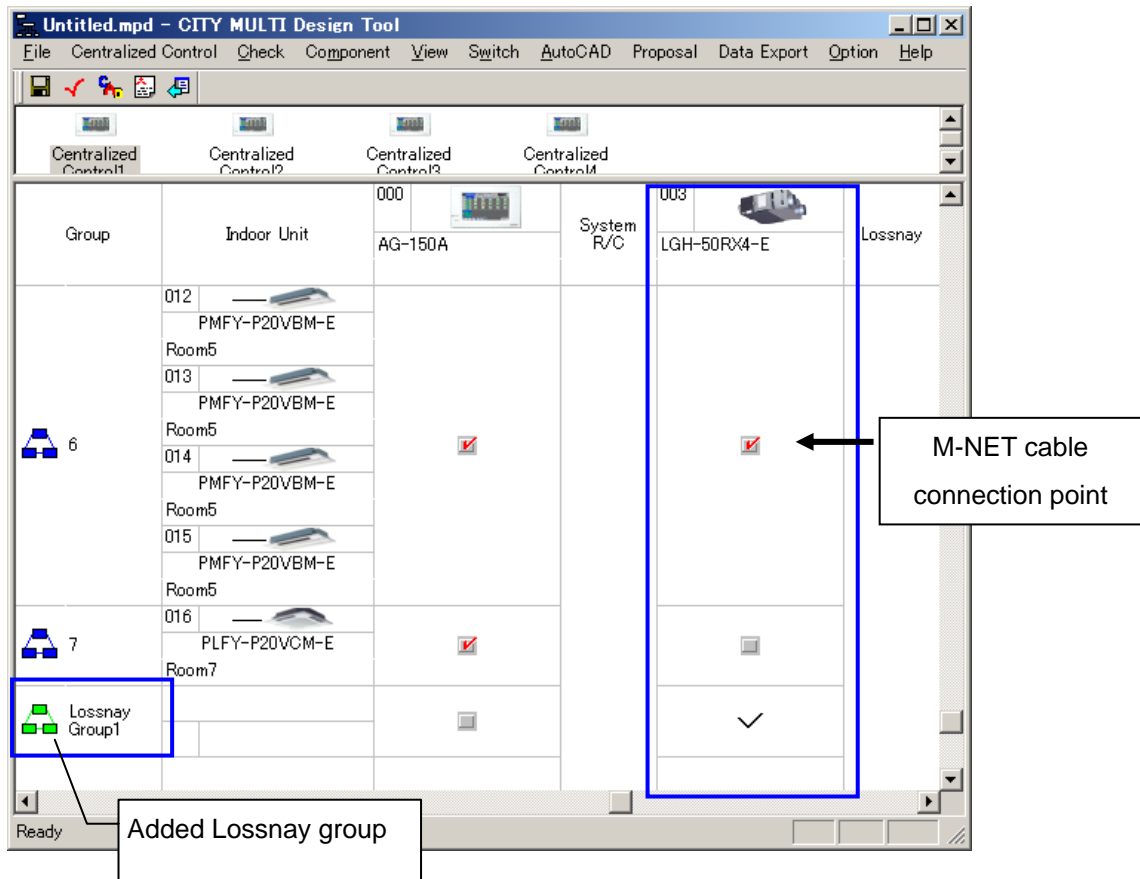 Untitled.mpd - CITY MULTI Design Tool
File Centralized Control Check Component View Switch AutoCAD Proposal Data Export Option Help
Centralized Control1
Centralized Control2
Centralized Control3
Centralized Control4
Group
Indoor Unit
000
AG-150A
System
R/C
003
LGH-50RX4-E
Lossnay
012
PMFY-P20VBM-E
Room5
013
PMFY-P20VBM-E
Room5
6
014
PMFY-P20VBM-E
Room5
015
PMFY-P20VBM-E
Room5
016
7
PLFY-P20VCM-E
Room7
Lossnay
Group1
M-NET cable
connection point
Added Lossnay group
Ready